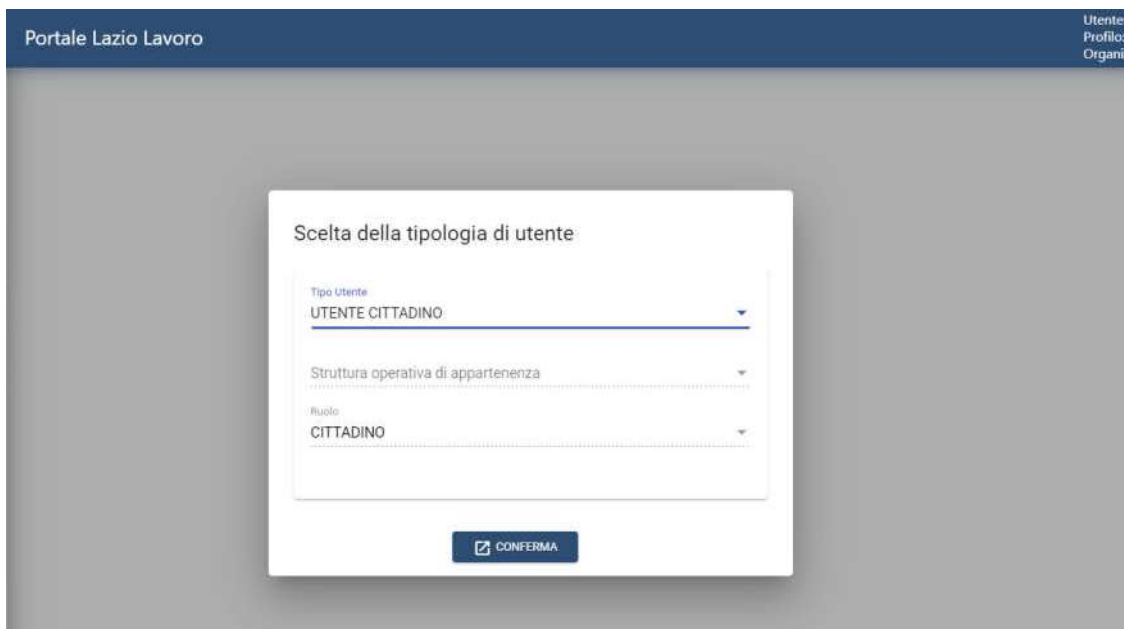 Portale Lazio Lavoro
Utente
Profilo:
Organi
Scelta della tipologia di utente
Tipo Utente
UTENTE CITTADINO
Struttura operativa di appartenenza
Ruolo
CITTADINO
CONFERMA